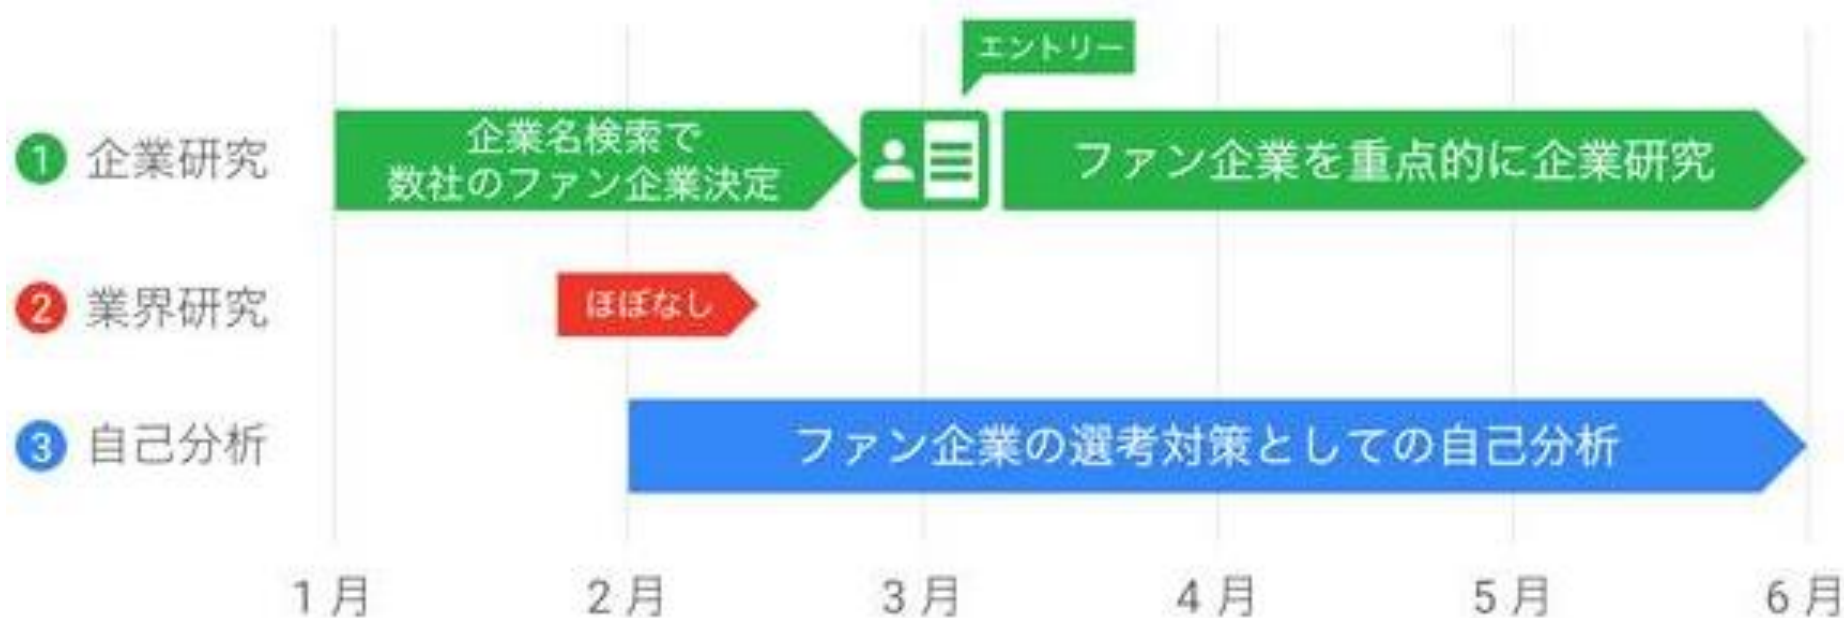 エントリー
1 企業研究
企業名検索で
数社のファン企業決定
ファン企業を重点的に企業研究
2 業界研究
ほぼなし
3 自己分析
ファン企業の選考対策としての自己分析
1月 2月 3月 4月 5月 6月